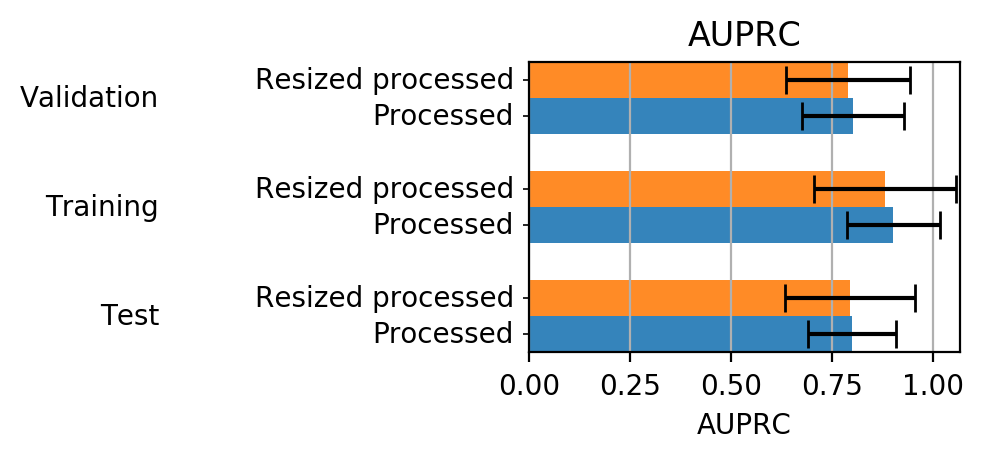 AUPRC
Validation
Resized processed
Processed
Training
Resized processed
Processed
Test
Resized processed
Processed
0.00 0.25 0.50 0.75 1.00
AUPRC